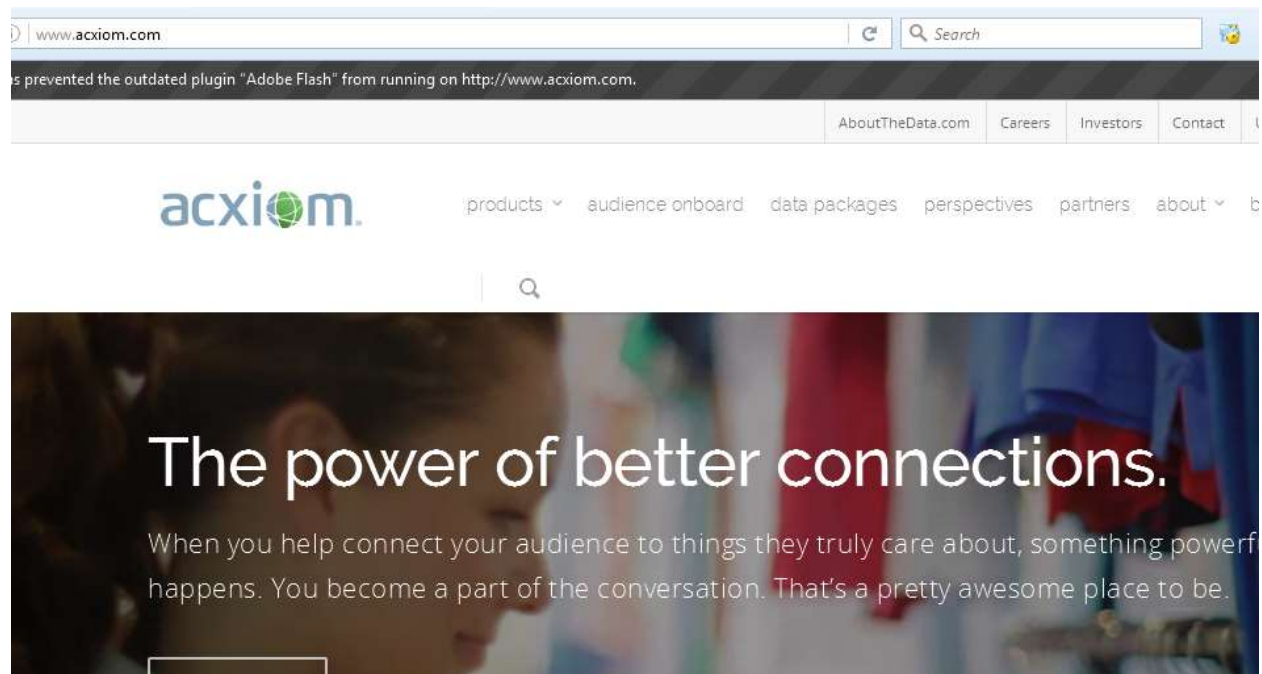 www.acxiom.com
Search
prevented the outdated plugin "Adobe Flash" from running on http://www.acxiom.com.
AboutTheData.com Careers Investors Contact
acxiom.
products audience onboard data packages perspectives partners about
The power of better connections.
When you help connect your audience to things they truly care about, something
happens. You become a part of the conversation. That's a pretty awesome place to be.